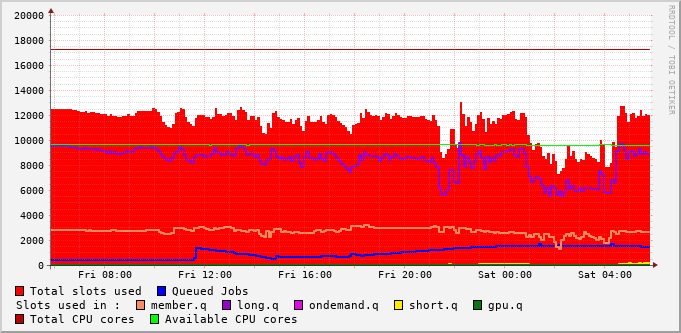 20000
18000
16000
14000
12000
10000
8000
6000
4000
2000
0
Fri 08:00 Fri 12:00 Fri 16:00 Fri 20:00 Sat 00:00 Sat 04:00
RRDTOOL / TOBI OETIKER
Total slots used Queued Jobs
Slots used in : member.q long.q ondemand.q short.q gpu.q
Total CPU cores Available CPU cores